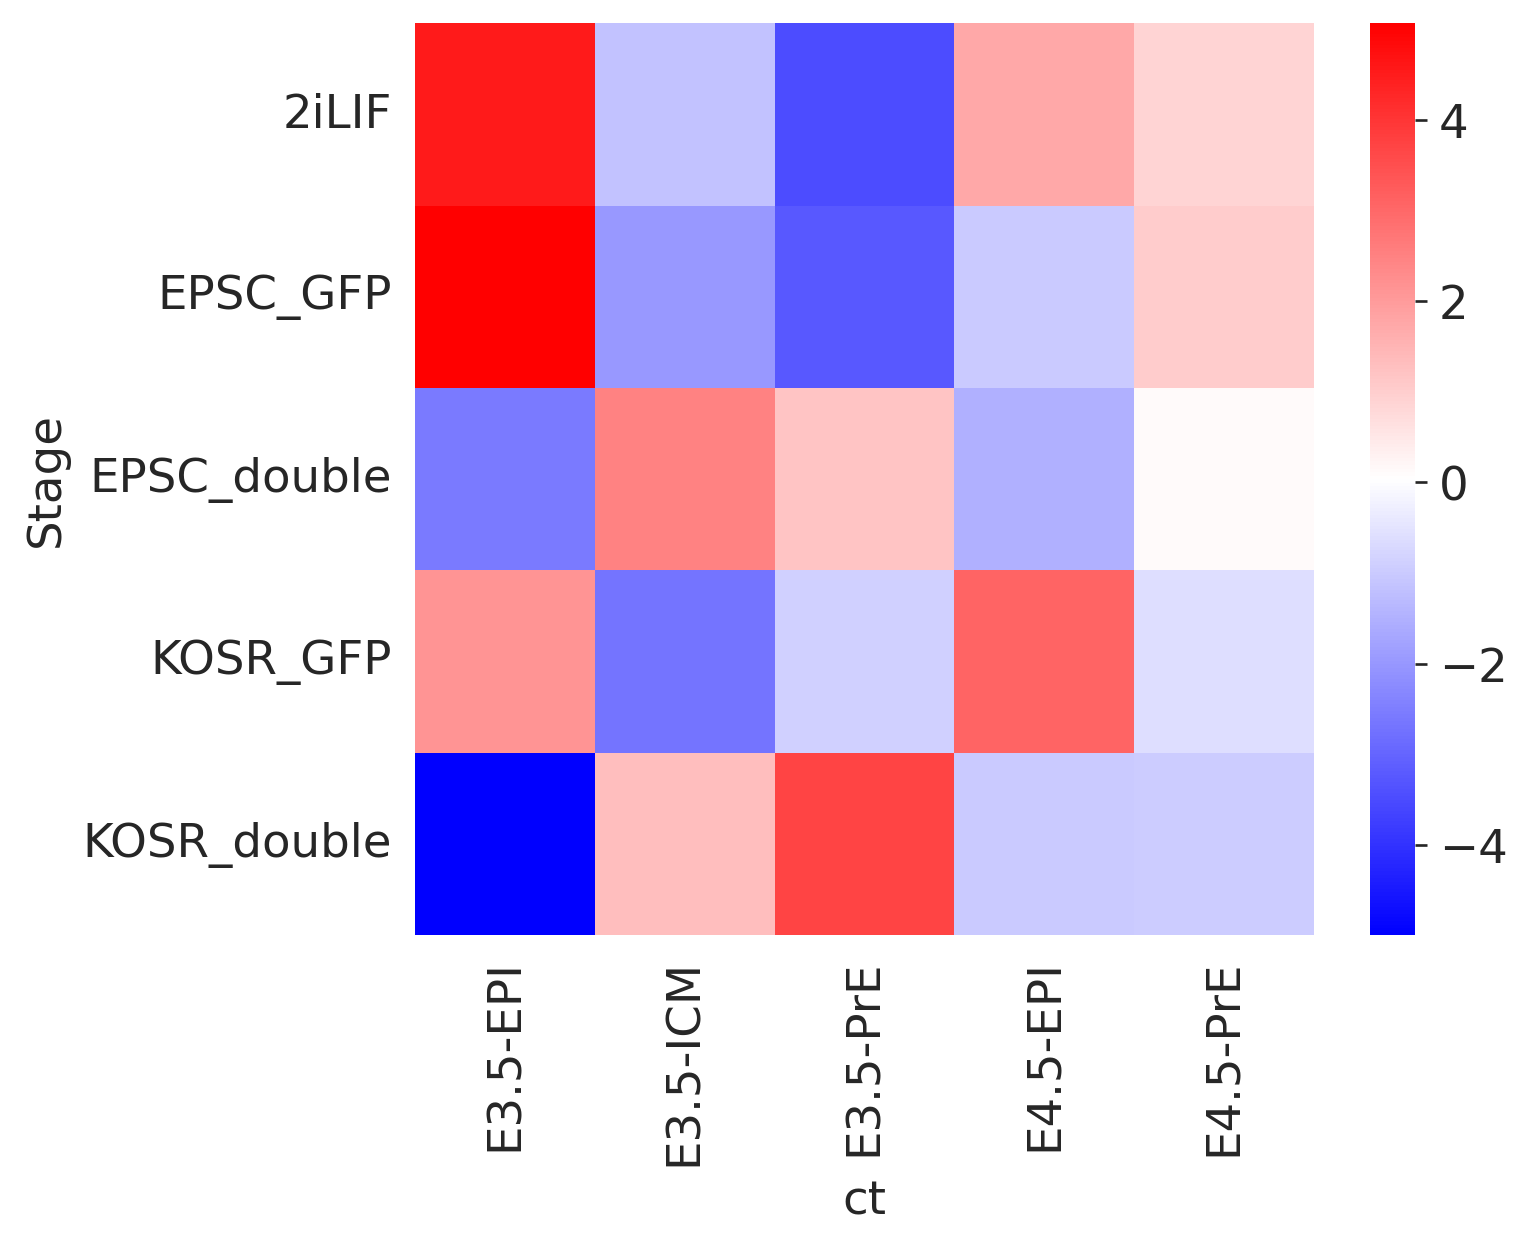 2iLIF
EPSC_GFP
EPSC_double
KOSR_GFP
KOSR_double
Stage
E3.5-EPI
E3.5-ICM
E3.5-PrE
E4.5-EPI
E4.5-PrE
ct
4
2
0
−2
−4